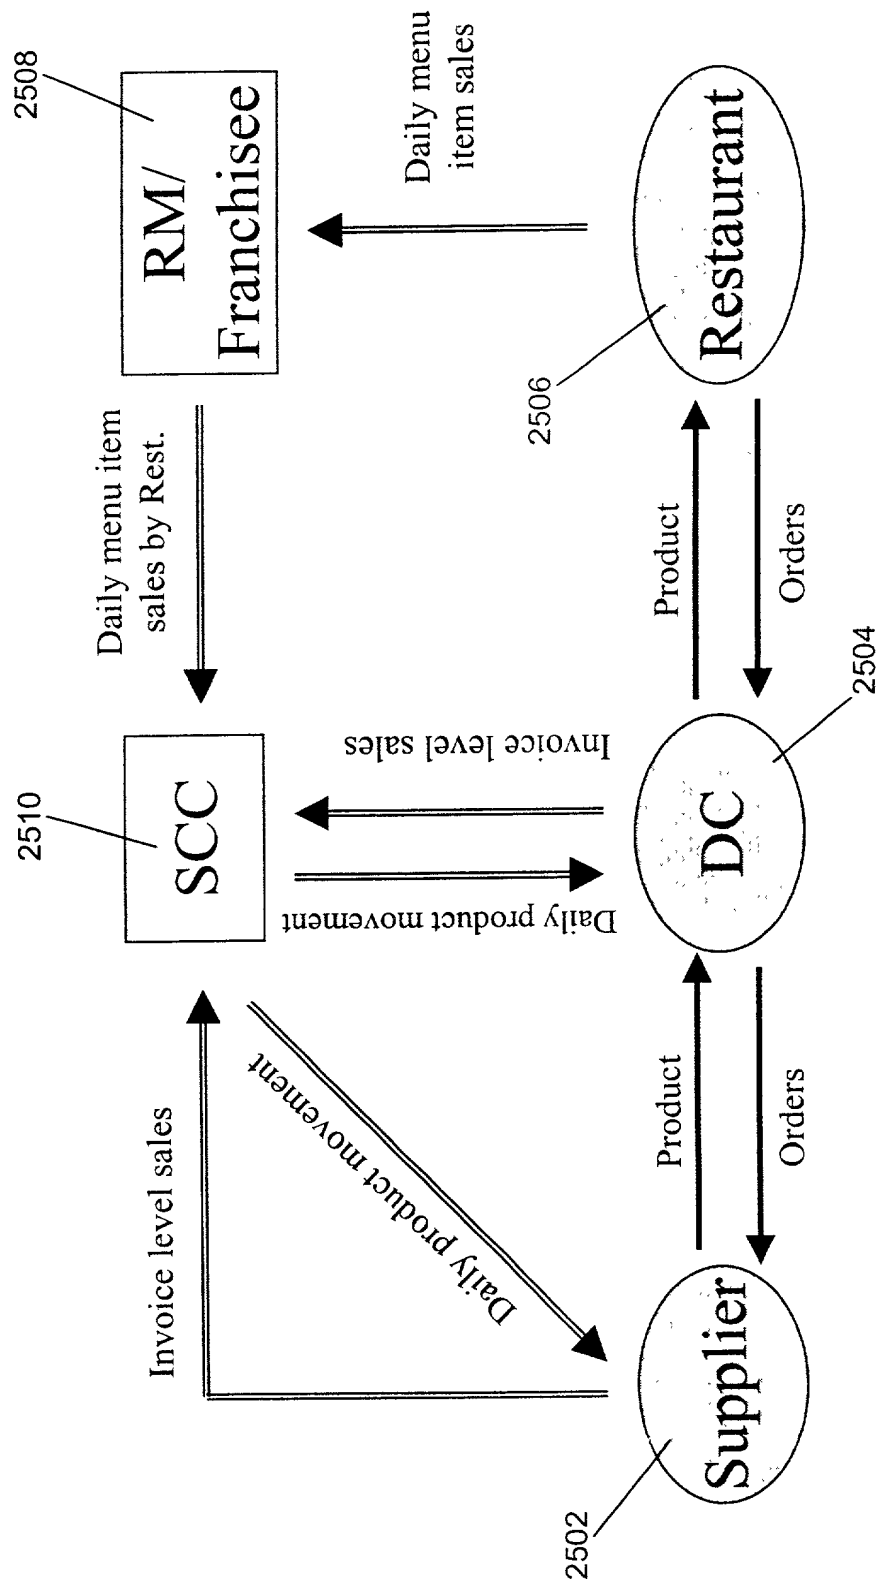 2510
2508
SCC
RM/
Franchisee
Invoice level sales
Daily menu item
sales by Rest.
Daily product movement
Daily product movement
Invoice level sales
Daily menu
item sales
2502
2506
Supplier
Product
DC
Product
Restaurant
Orders
Orders
2504